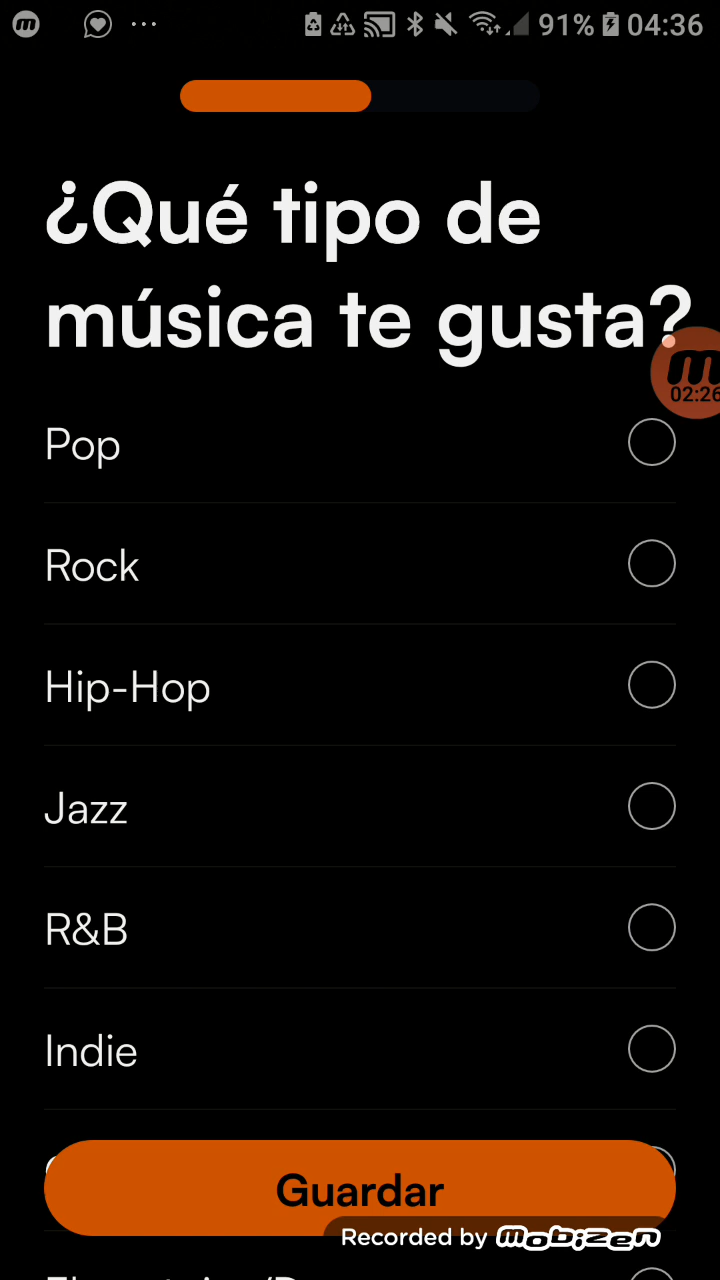 91% 04:36
¿Qué tipo de
música te gusta?
02:26
Pop
Rock
Hip-Hop
Jazz
R&B
Indie
Guardar
Recorded by mobizen